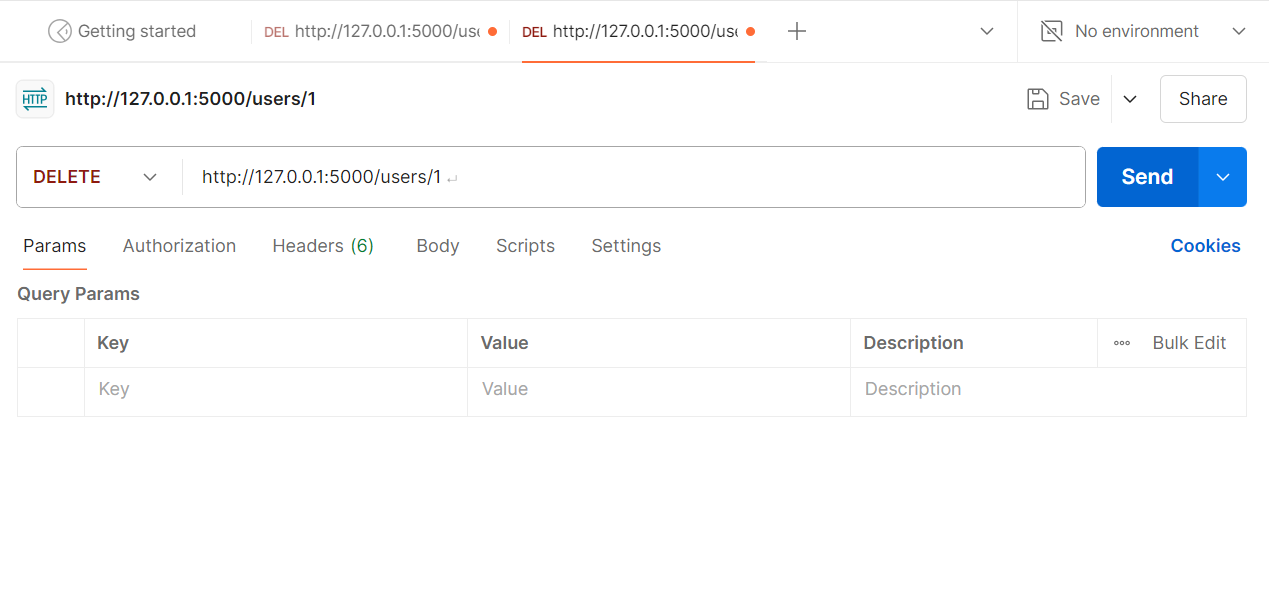 Getting started DEL http://127.0.0.1:5000/use DEL http://127.0.0.1:5000/use No environment
HTTP http://127.0.0.1:5000/users/1 Save Share
DELETE http://127.0.0.1:5000/users/1 Send
Params Authorization Headers (6) Body Scripts Settings Cookies
Query Params
Key Value Description Bulk Edit
Key Value Description